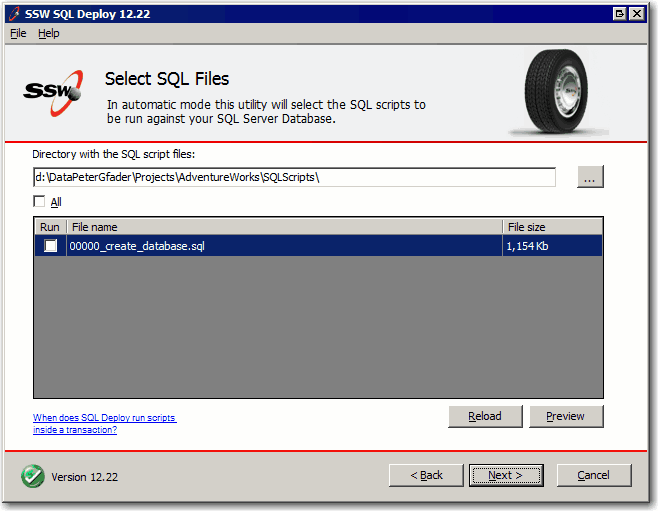 SSW SQL Deploy 12.22
File Help
SSW
Select SQL Files
In automatic mode this utility will select the SQL scripts to
be run against your SQL Server Database.
Directory with the SQL script files:
d:\DataPeterGfader\Projects\AdventureWorks\SQLScripts\
...
All
Run File name File size
00000_create_database.sql 1,154 Kb
When does SQL Deploy run scripts
inside a transaction?
Reload Preview
Version 12.22
< Back Next > Cancel